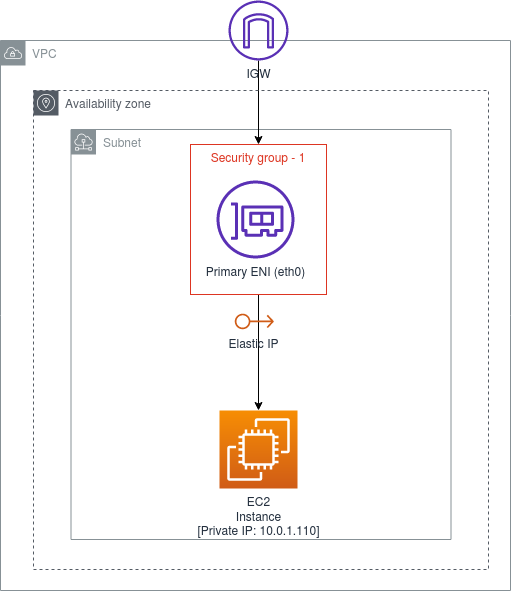 IGW
VPC
Availability zone
Subnet
Security group - 1
Primary ENI (eth0)
Elastic IP
EC2
Instance
[Private IP: 10.0.1.110]